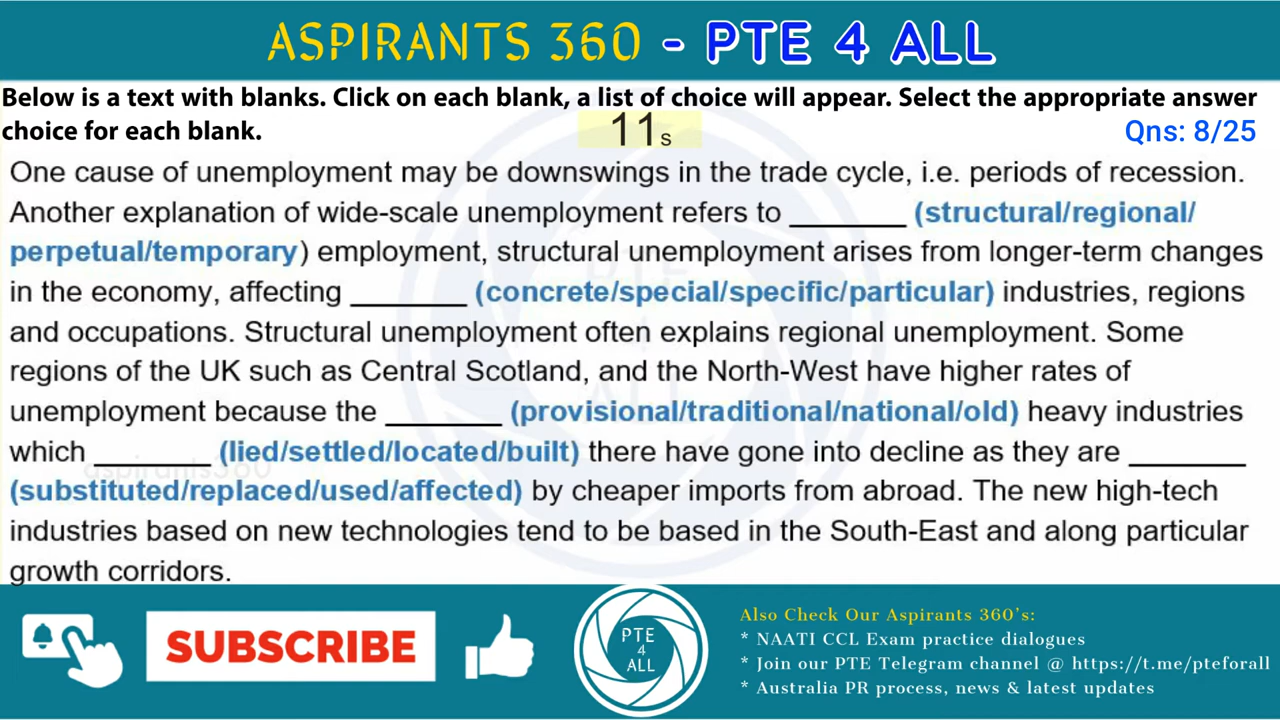 ASPIRANTS 360 - PTE 4 ALL
Below is a text with blanks. Click on each blank, a list of choice will appear. Select the appropriate answer
choice for each blank.
11s
Qns: 8/25
One cause of unemployment may be downswings in the trade cycle, i.e. periods of recession.
Another explanation of wide-scale unemployment refers to _______ (structural/regional/
perpetual/temporary) employment, structural unemployment arises from longer-term changes
in the economy, affecting _______ (concrete/special/specific/particular) industries, regions
and occupations. Structural unemployment often explains regional unemployment. Some
regions of the UK such as Central Scotland, and the North-West have higher rates of
unemployment because the _______ (provisional/traditional/national/old) heavy industries
which _______ (lied/settled/located/built) there have gone into decline as they are _______
(substituted/replaced/used/affected) by cheaper imports from abroad. The new high-tech
industries based on new technologies tend to be based in the South-East and along particular
growth corridors.
aspirants360
PTE
4
ALL
SUBSCRIBE
PTE
4
ALL
Also Check Our Aspirants 360's:
* NAATI CCL Exam practice dialogues
* Join our PTE Telegram channel @ https://t.me/pteforall
* Australia PR process, news & latest updates